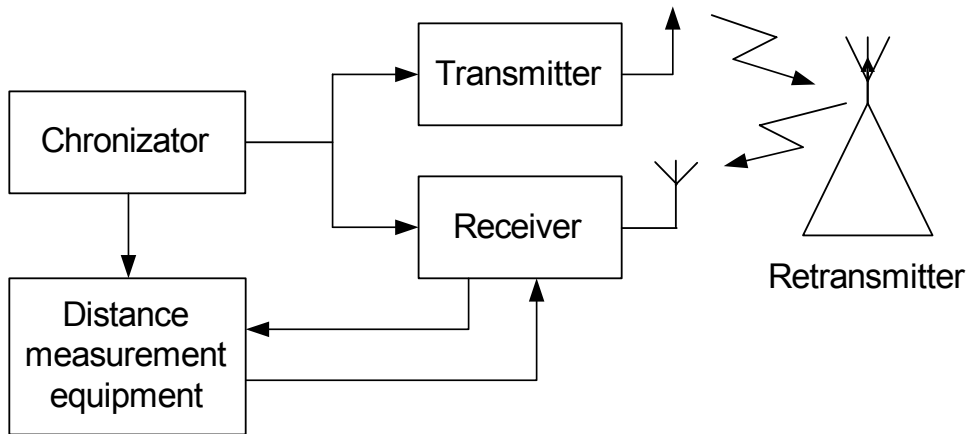 Transmitter
Chronizator
Receiver
Retransmitter
Distance
measurement
equipment